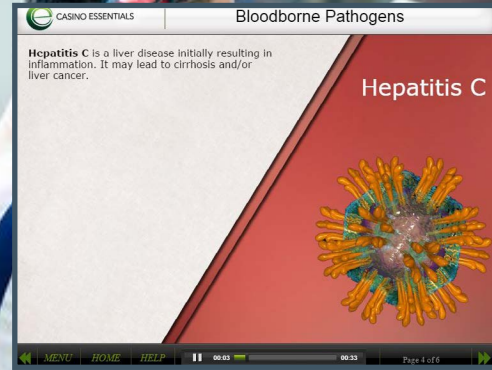 CASINO ESSENTIALS
Bloodborne Pathogens
Hepatitis C is a liver disease initially resulting in
inflammation. It may lead to cirrhosis and/or
liver cancer.
Hepatitis C
MENU HOME HELP 00:03 00:33 Page 4 of 6